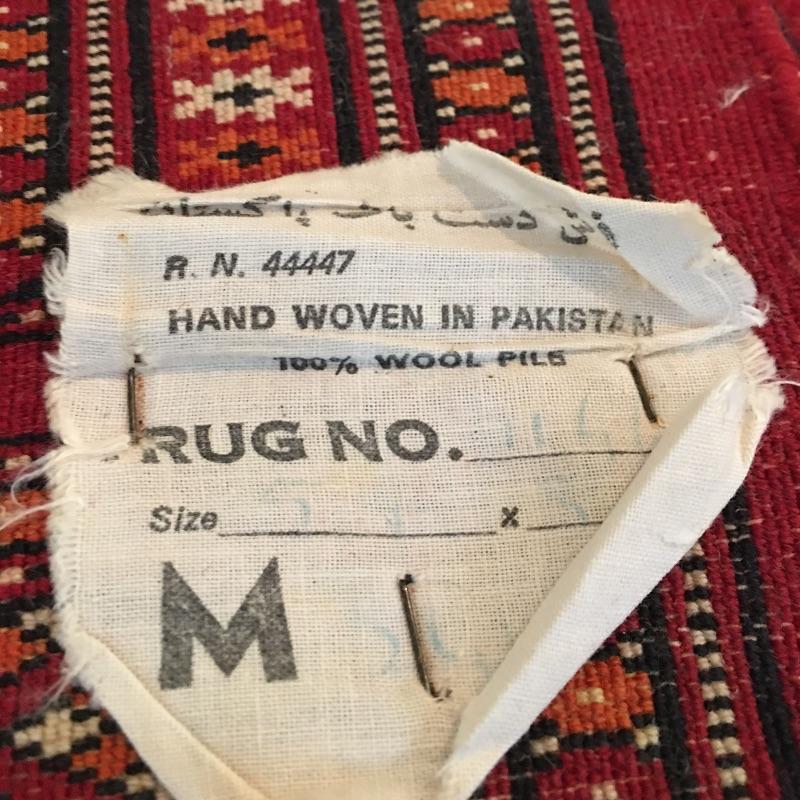 دست باف پاکستان
R. N. 44447
HAND WOVEN IN PAKISTAN
100% WOOL PILE
RUG NO.
Size x
M